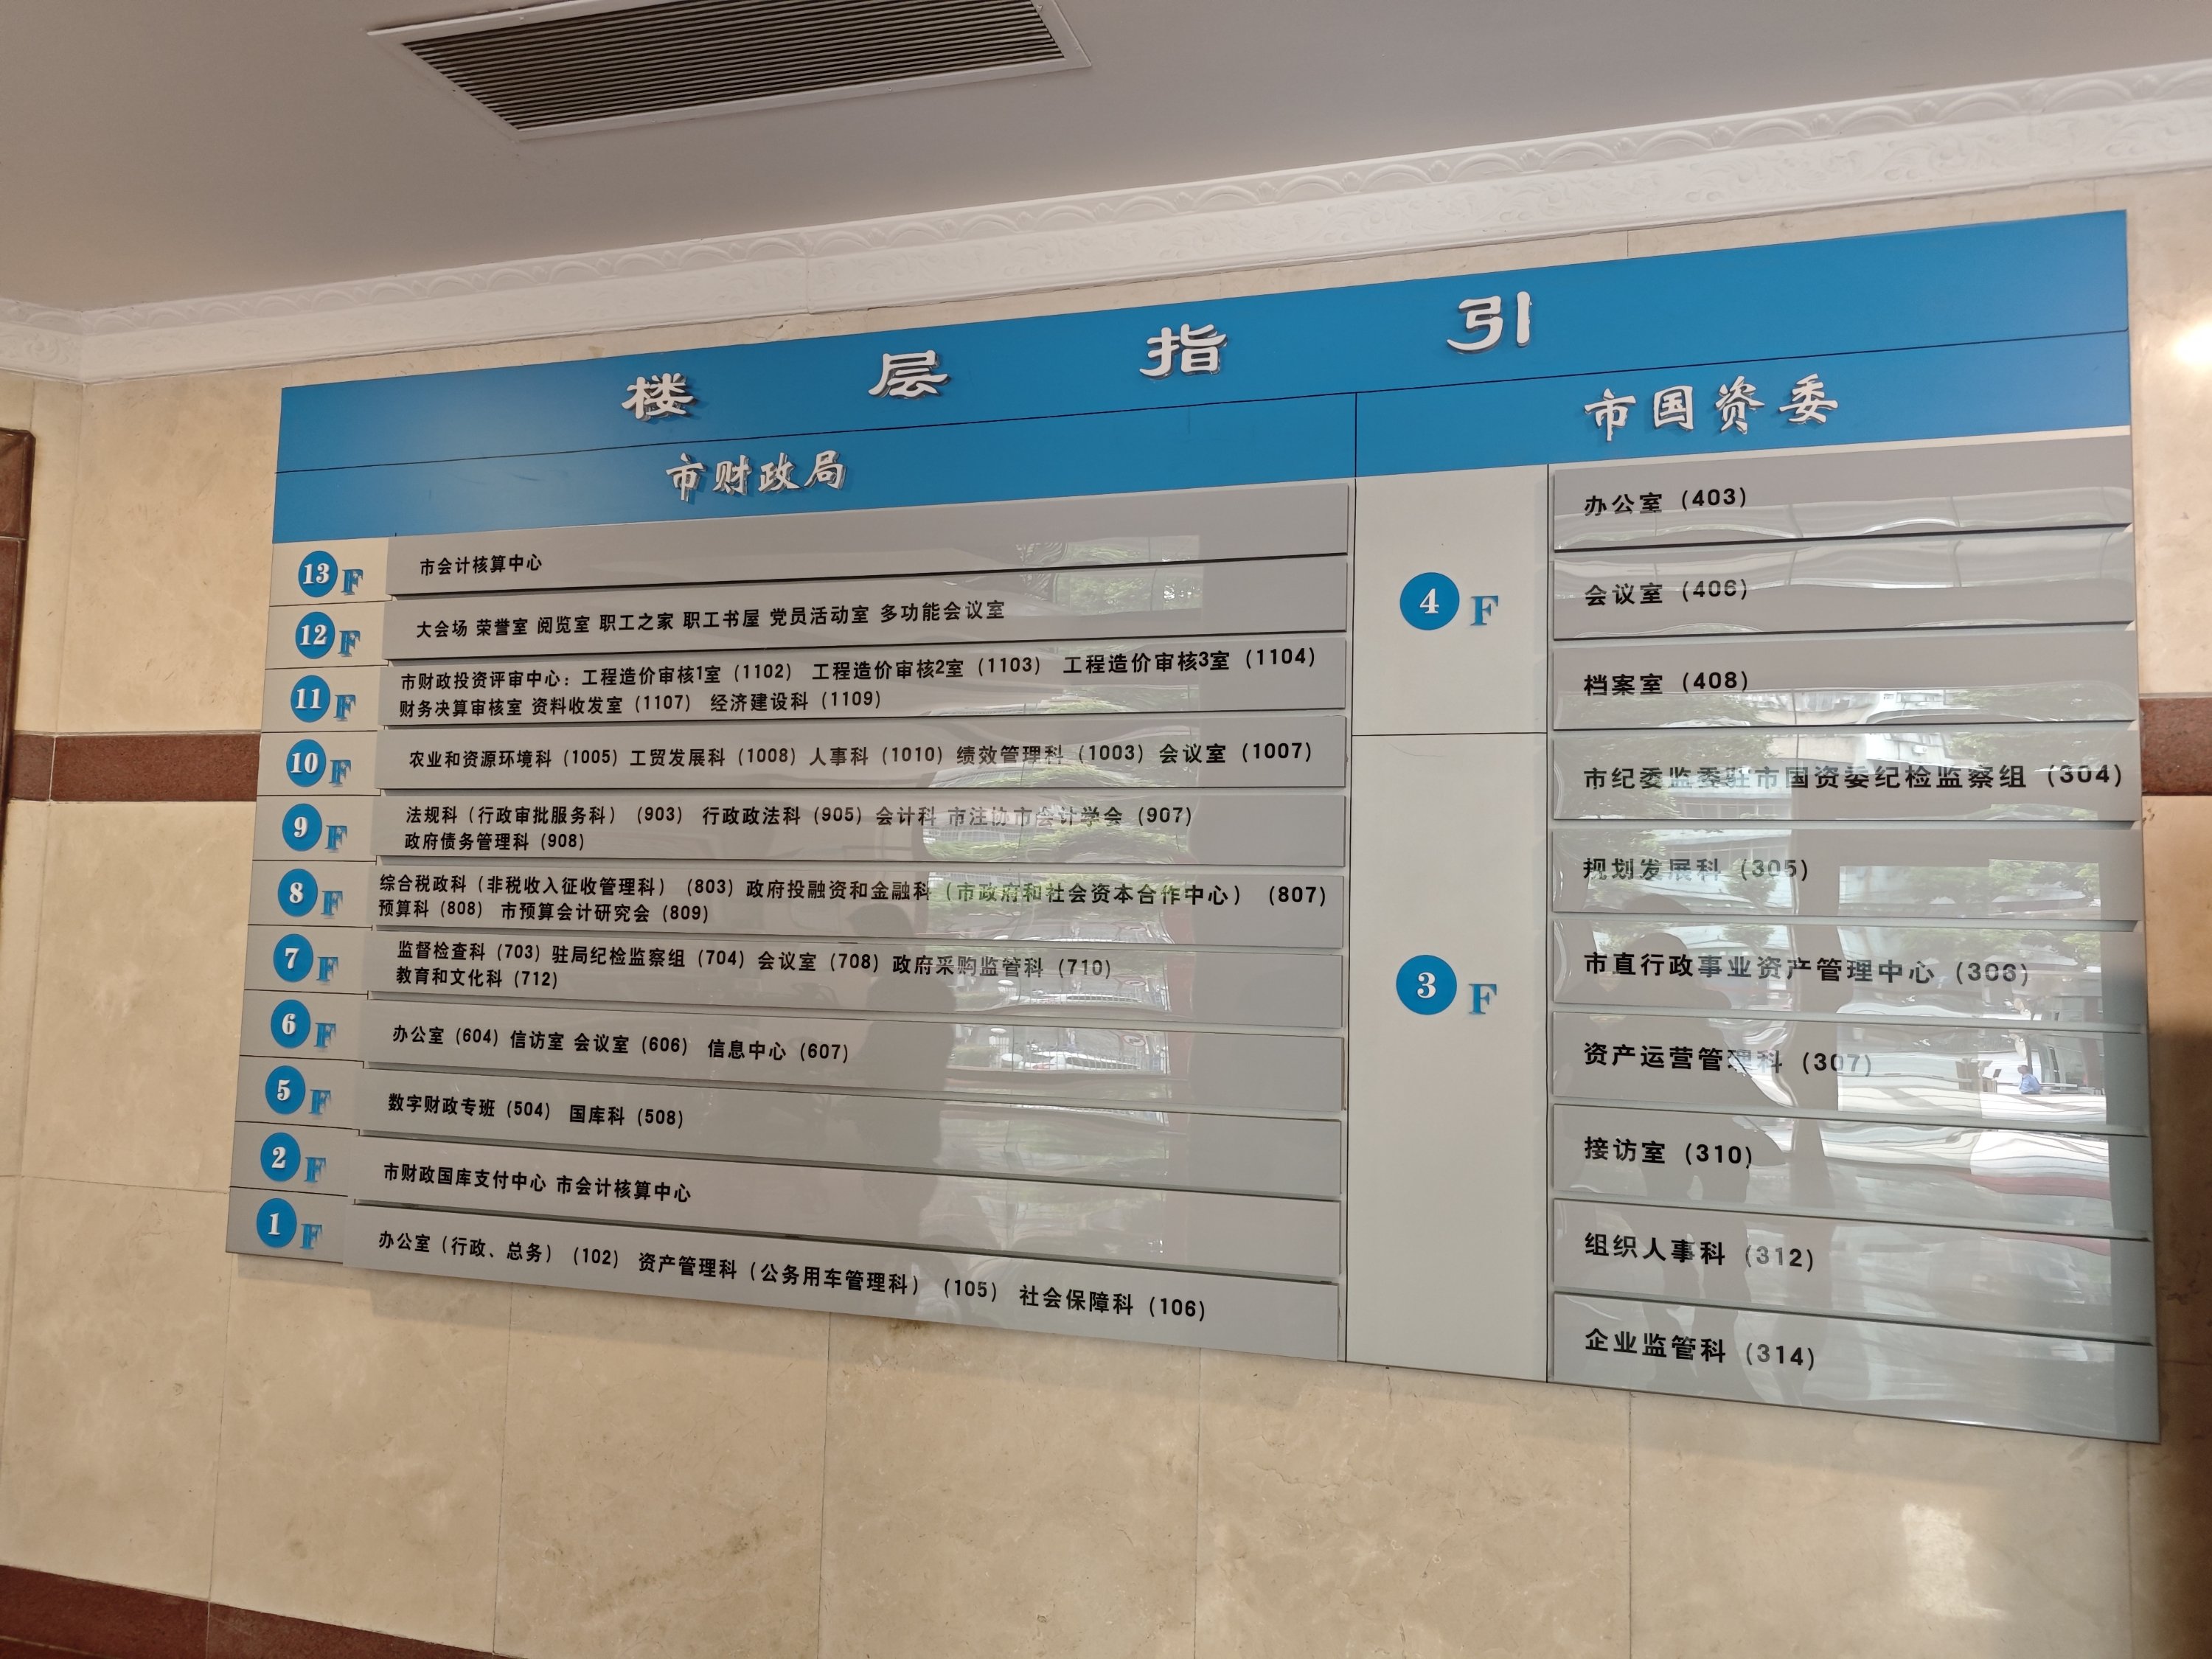 楼层指引
市财政局
13F 市会计核算中心
12F 大会场 荣誉室 阅览室 职工之家 职工书屋 党员活动室 多功能会议室
11F 市财政投资评审中心：工程造价审核1室（1102） 工程造价审核2室（1103） 工程造价审核3室（1104）
财务决算审核室 资料收发室（1107） 经济建设科（1109）
10F 农业和资源环境科（1005）工贸发展科（1008）人事科（1010）绩效管理科（1003）会议室（1007）
9F 法规科（行政审批服务科）（903） 行政政法科（905）会计科 市注协市会计学会（907）
政府债务管理科（908）
8F 综合税政科（非税收入征收管理科）（803）政府投融资和金融科（市政府和社会资本合作中心）（807）
预算科（808） 市预算会计研究会（809）
7F 监督检查科（703）驻局纪检监察组（704）会议室（708）政府采购监管科（710）
教育和文化科（712）
6F 办公室（604）信访室 会议室（606） 信息中心（607）
5F 数字财政专班（504） 国库科（508）
2F 市财政国库支付中心 市会计核算中心
1F 办公室（行政、总务）（102） 资产管理科（公务用车管理科）（105） 社会保障科（106）
市国资委
4F
办公室（403）
会议室（406）
档案室（408）
3F
市纪委监委驻市国资委纪检监察组（304）
规划发展科（305）
市直行政事业资产管理中心（306）
资产运营管理科（307）
接访室（310）
组织人事科（312）
企业监管科（314）